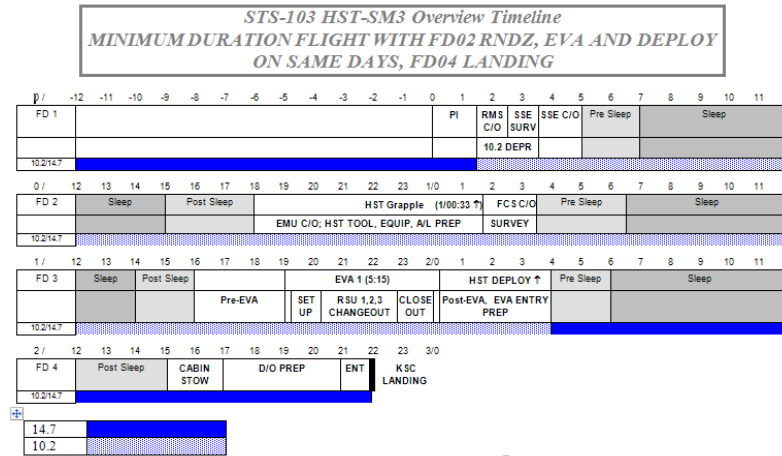 STS-103 HST-SM3 Overview Timeline
MINIMUM DURATION FLIGHT WITH FD02 RNDZ, EVA AND DEPLOY
ON SAME DAYS, FD04 LANDING
0 / -12 -11 -10 -9 -8 -7 -6 -5 -4 -3 -2 -1 0 1 2 3 4 5 6 7 8 9 10 11
FD 1 PI RMS C/O SSE SURV SSE C/O Pre Sleep Sleep
10.2 DEPR
10.2/14.7
0 / 12 13 14 15 16 17 18 19 20 21 22 23 1/0 1 2 3 4 5 6 7 8 9 10 11
FD 2 Sleep Post Sleep HST Grapple (1/00:33 ↑) FCS C/O Pre Sleep Sleep
EMU C/O; HST TOOL, EQUIP, A/L PREP SURVEY
10.2/14.7
1 / 12 13 14 15 16 17 18 19 20 21 22 23 2/0 1 2 3 4 5 6 7 8 9 10 11
FD 3 Sleep Post Sleep EVA 1 (5:15) HST DEPLOY ↑ Pre Sleep Sleep
Pre-EVA SET UP RSU 1,2,3 CHANGEOUT CLOSE OUT Post-EVA, EVA ENTRY PREP
10.2/14.7
2 / 12 13 14 15 16 17 18 19 20 21 22 23 3/0
FD 4 Post Sleep CABIN STOW D/O PREP ENT KSC LANDING
10.2/14.7
14.7
10.2